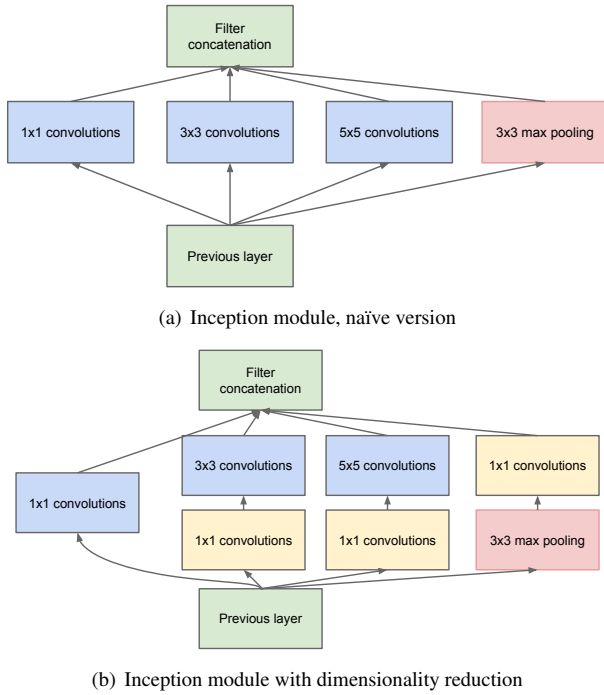 Filter
concatenation
1x1 convolutions
3x3 convolutions
5x5 convolutions
3x3 max pooling
Previous layer
(a) Inception module, naïve version
Filter
concatenation
3x3 convolutions
5x5 convolutions
1x1 convolutions
1x1 convolutions
1x1 convolutions
1x1 convolutions
3x3 max pooling
Previous layer
(b) Inception module with dimensionality reduction